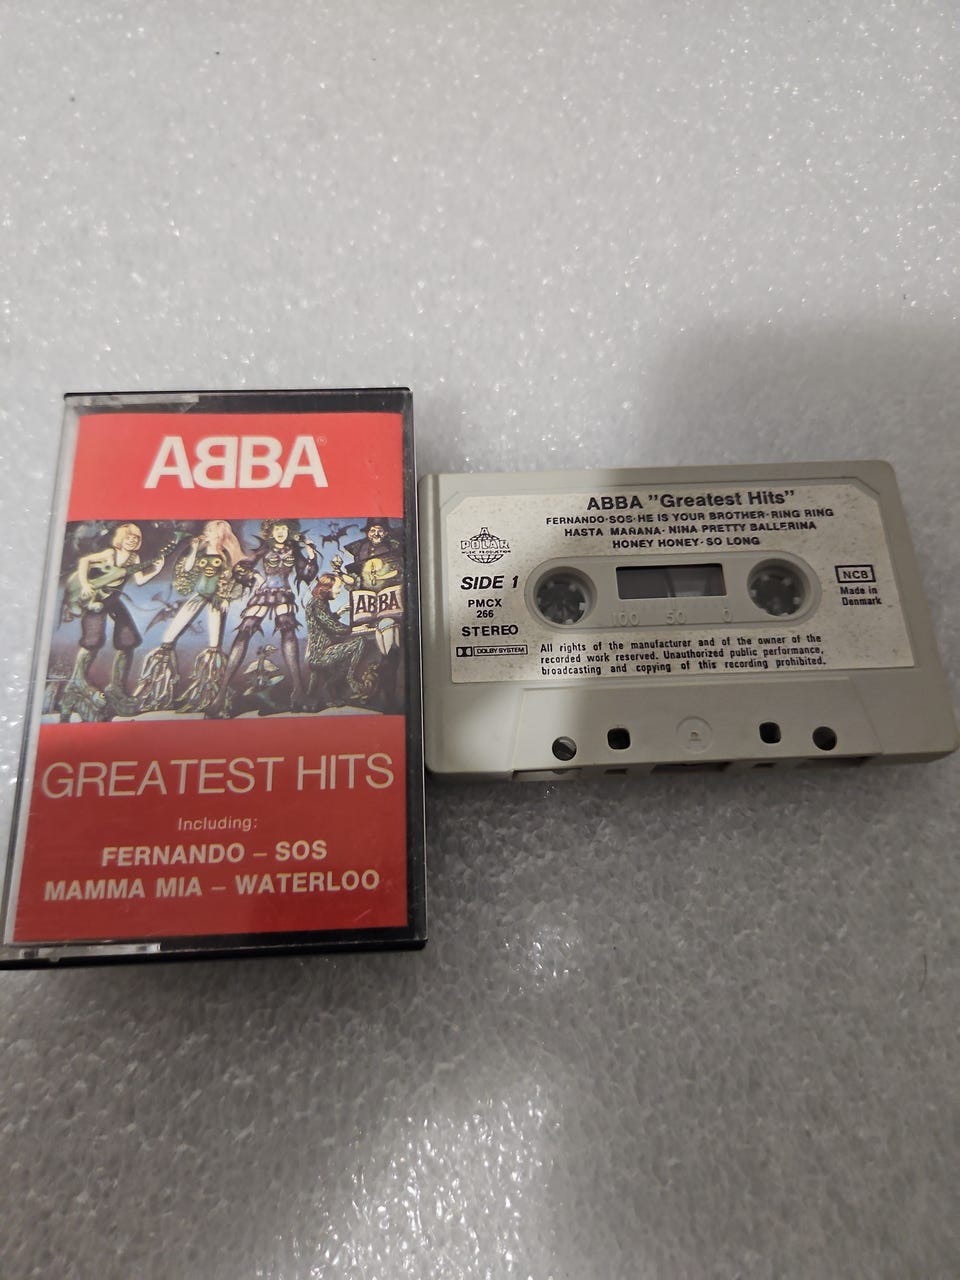 ABBA®
ABBA
GREATEST HITS
Including:
FERNANDO – SOS
MAMMA MIA – WATERLOO
ABBA "Greatest Hits"
FERNANDO·SOS·HE IS YOUR BROTHER·RING RING
HASTA MAÑANA· NINA PRETTY BALLERINA
HONEY HONEY·SO LONG
POLAR
MUSIC PRODUCTION
SIDE 1
PMCX
266
STEREO
DOLBY SYSTEM
NCB
Made in
Denmark
100 50 0
All rights of the manufacturer and of the owner of the
recorded work reserved. Unauthorized public performance,
broadcasting and copying of this recording prohibited.